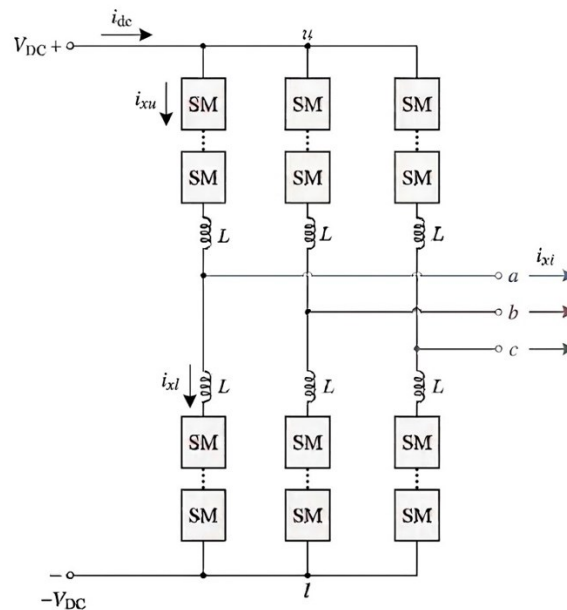 i_dc
V_DC + u
i_xu SM SM SM
SM SM SM
L L L
a i_xi
b
c
i_xl L L L
SM SM SM
SM SM SM
−
−V_DC l